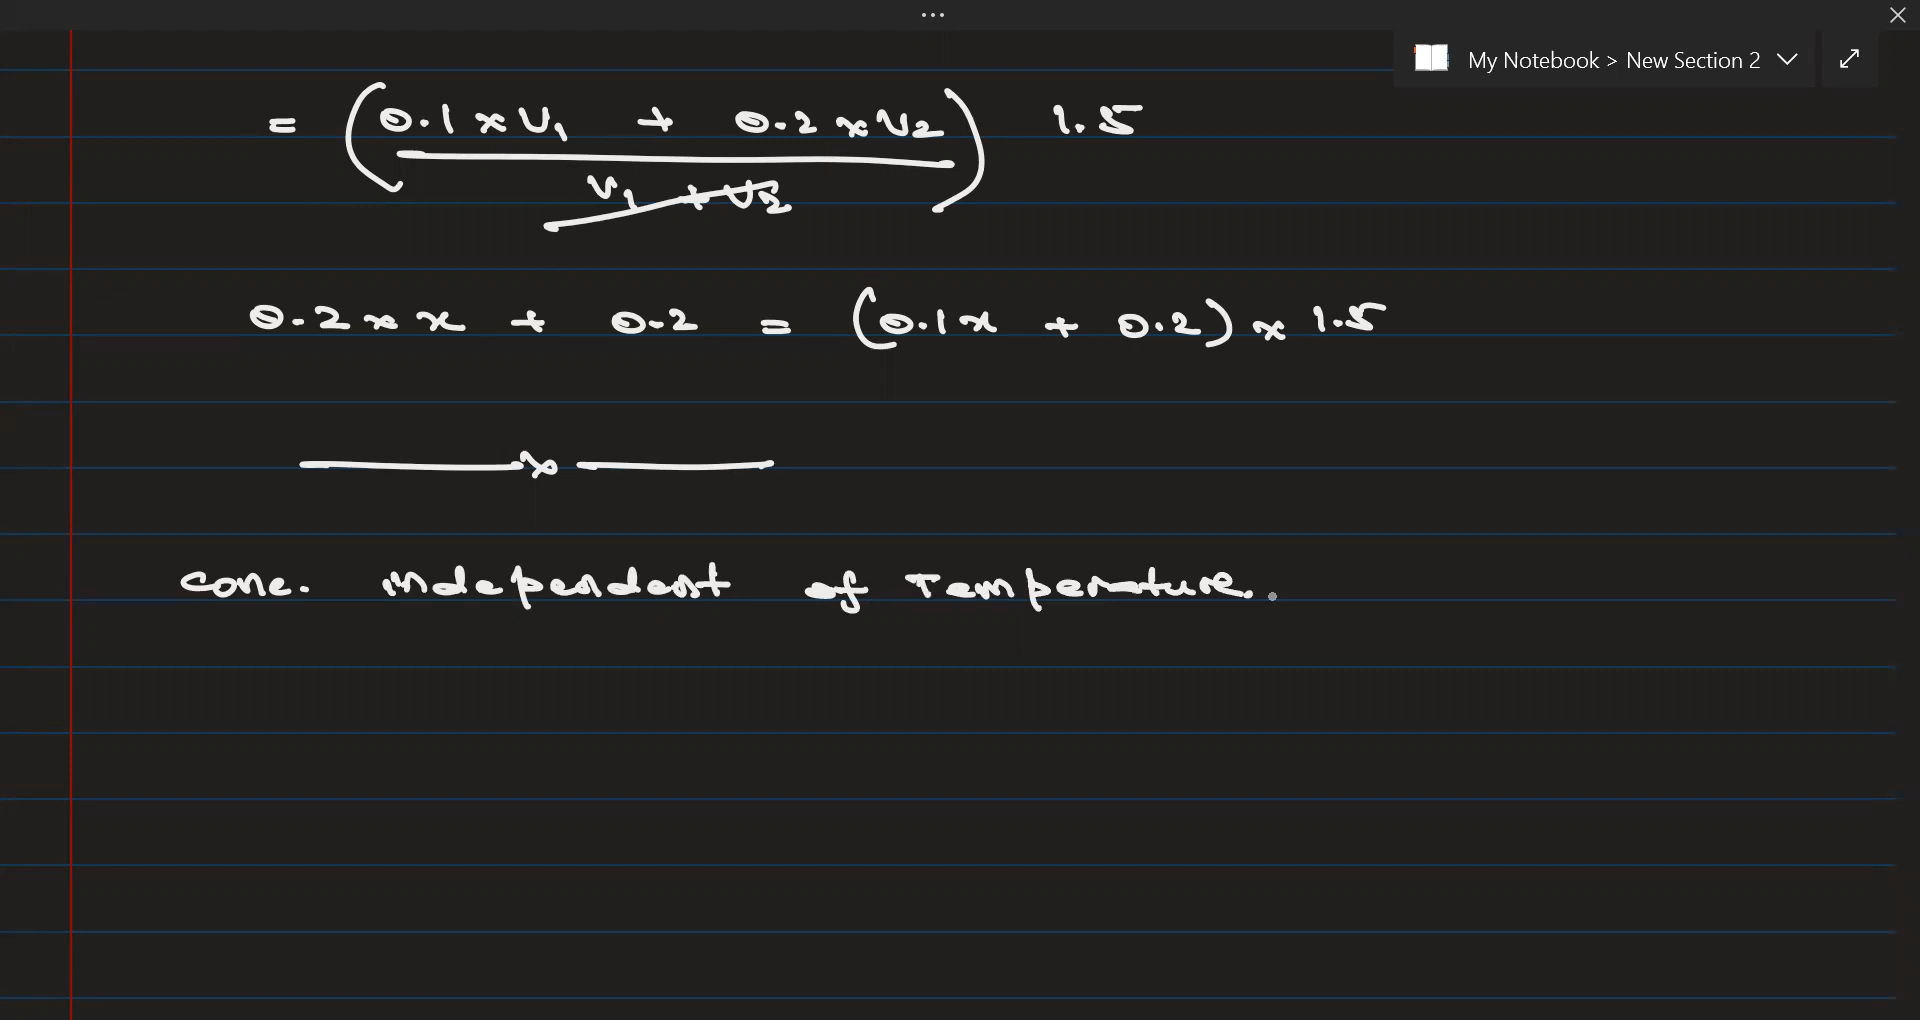 My Notebook > New Section 2
= (0.1 × V1 + 0.2 × V2) 1.5
V1 + V2
0.2 × x + 0.2 = (0.1x + 0.2) × 1.5
x
conc. independent of Temperature.